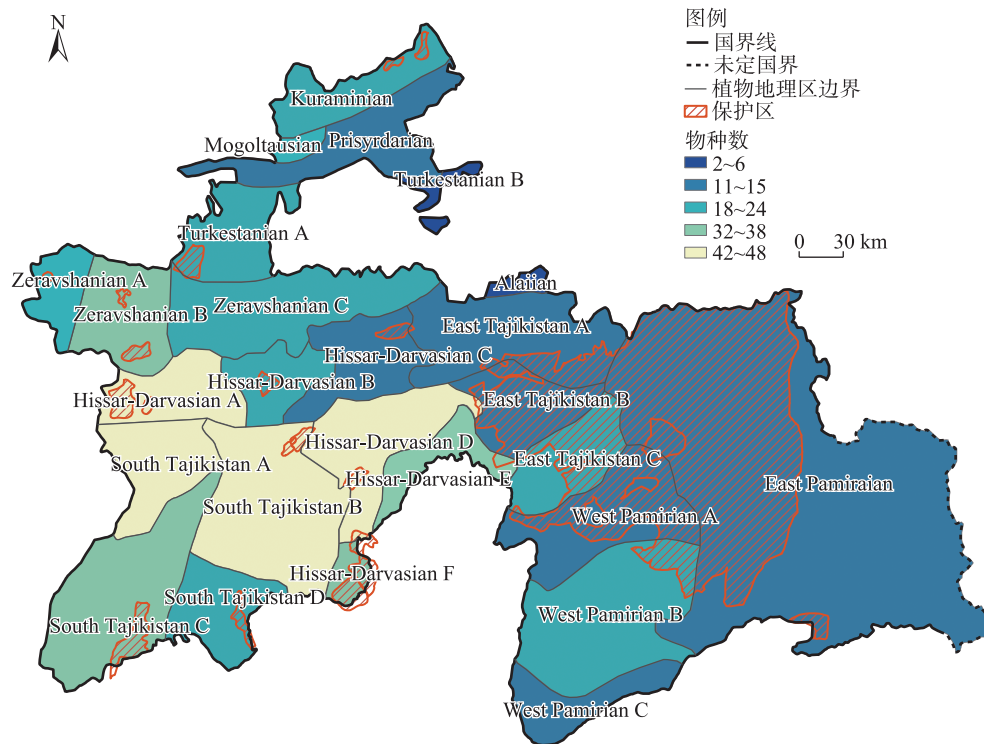 N
图例
国界线
未定国界
植物地理区边界
保护区
物种数
2~6
11~15
18~24
32~38
42~48
0 30 km
Kuraminian
Mogoltausian
Prisyrdarian
Turkestanian B
Turkestanian A
Zeravshanian A
Zeravshanian B
Zeravshanian C
Alaiian
East Tajikistan A
Hissar-Darvasian C
Hissar-Darvasian B
Hissar-Darvasian A
East Tajikistan B
Hissar-Darvasian D
South Tajikistan A
East Tajikistan C
Hissar-Darvasian E
East Pamiraian
South Tajikistan B
West Pamirian A
Hissar-Darvasian F
South Tajikistan D
West Pamirian B
South Tajikistan C
West Pamirian C